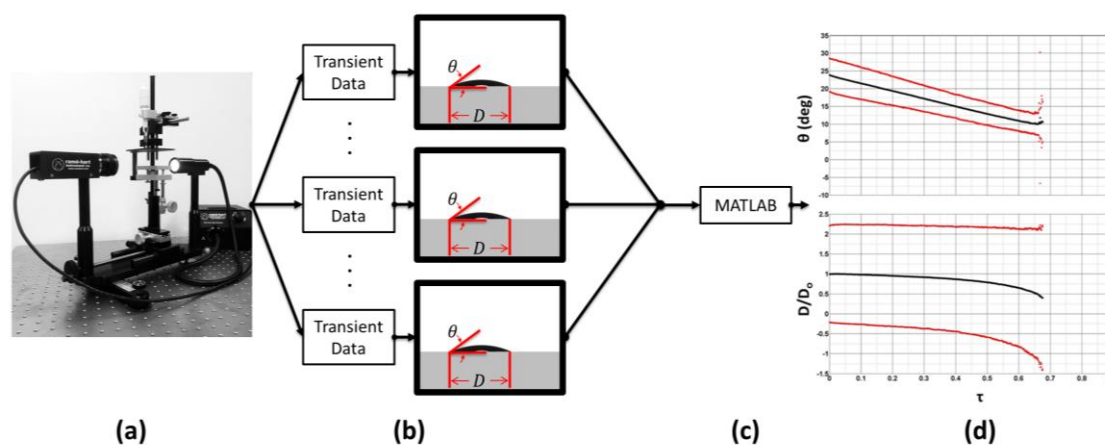 ramé-hart
Transient
Data
θ
D
Transient
Data
θ
D
Transient
Data
θ
D
MATLAB
θ (deg)
35
30
25
20
15
10
5
0
-5
-10
D/Do
2.5
2
1.5
1
0.5
0
-0.5
-1
-1.5
0 0.1 0.2 0.3 0.4 0.5 0.6 0.7 0.8
τ
(a) (b) (c) (d)